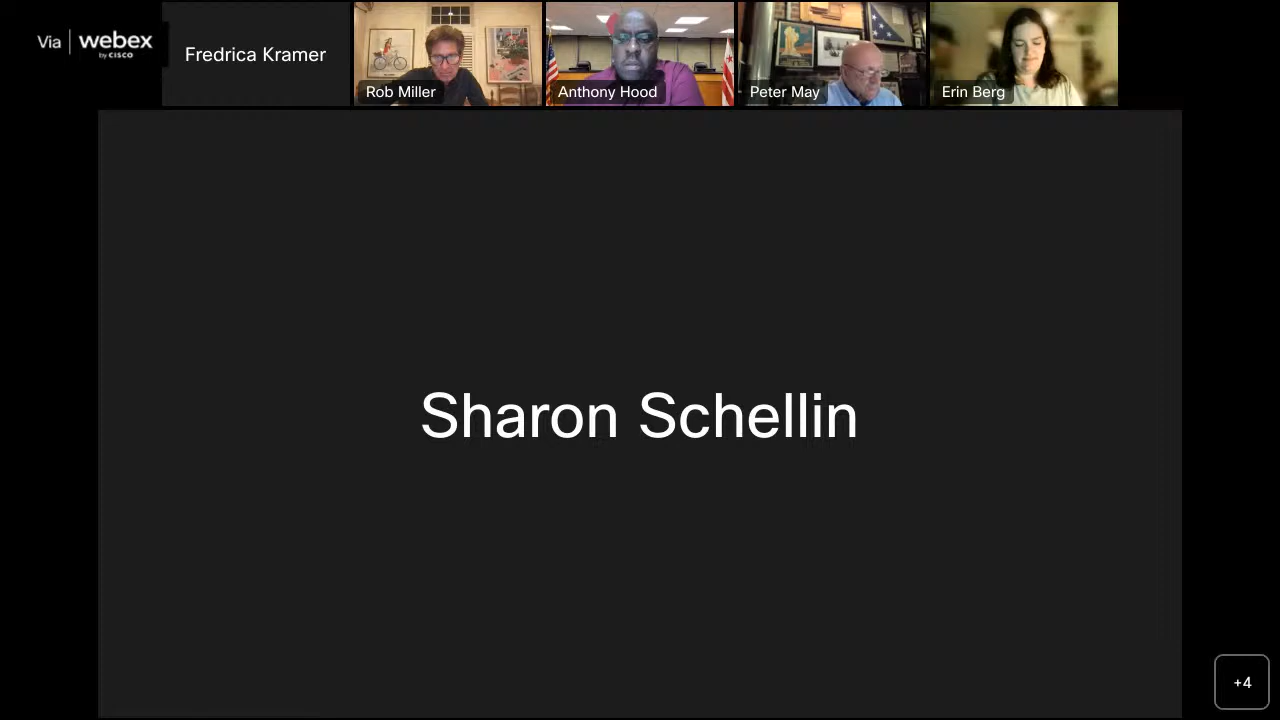 Via webex
by CISCO
Fredrica Kramer
Rob Miller
Anthony Hood
Peter May
Erin Berg
Sharon Schellin
+4